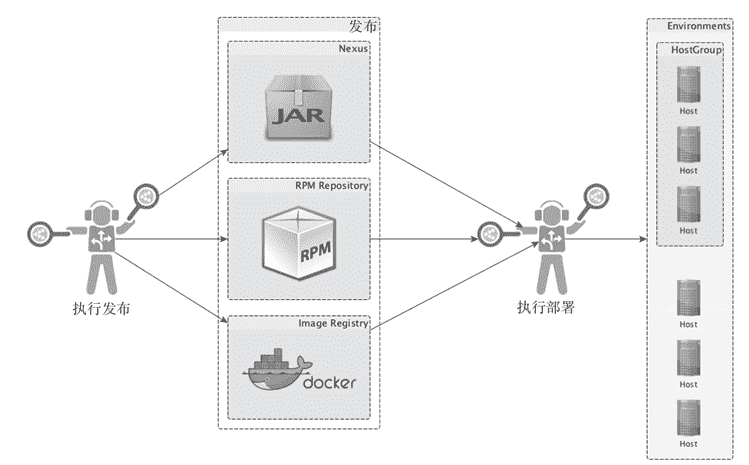 发布
Nexus
JAR
RPM Repository
RPM
Image Registry
docker
执行发布
执行部署
Environments
HostGroup
Host
Host
Host
Host
Host
Host